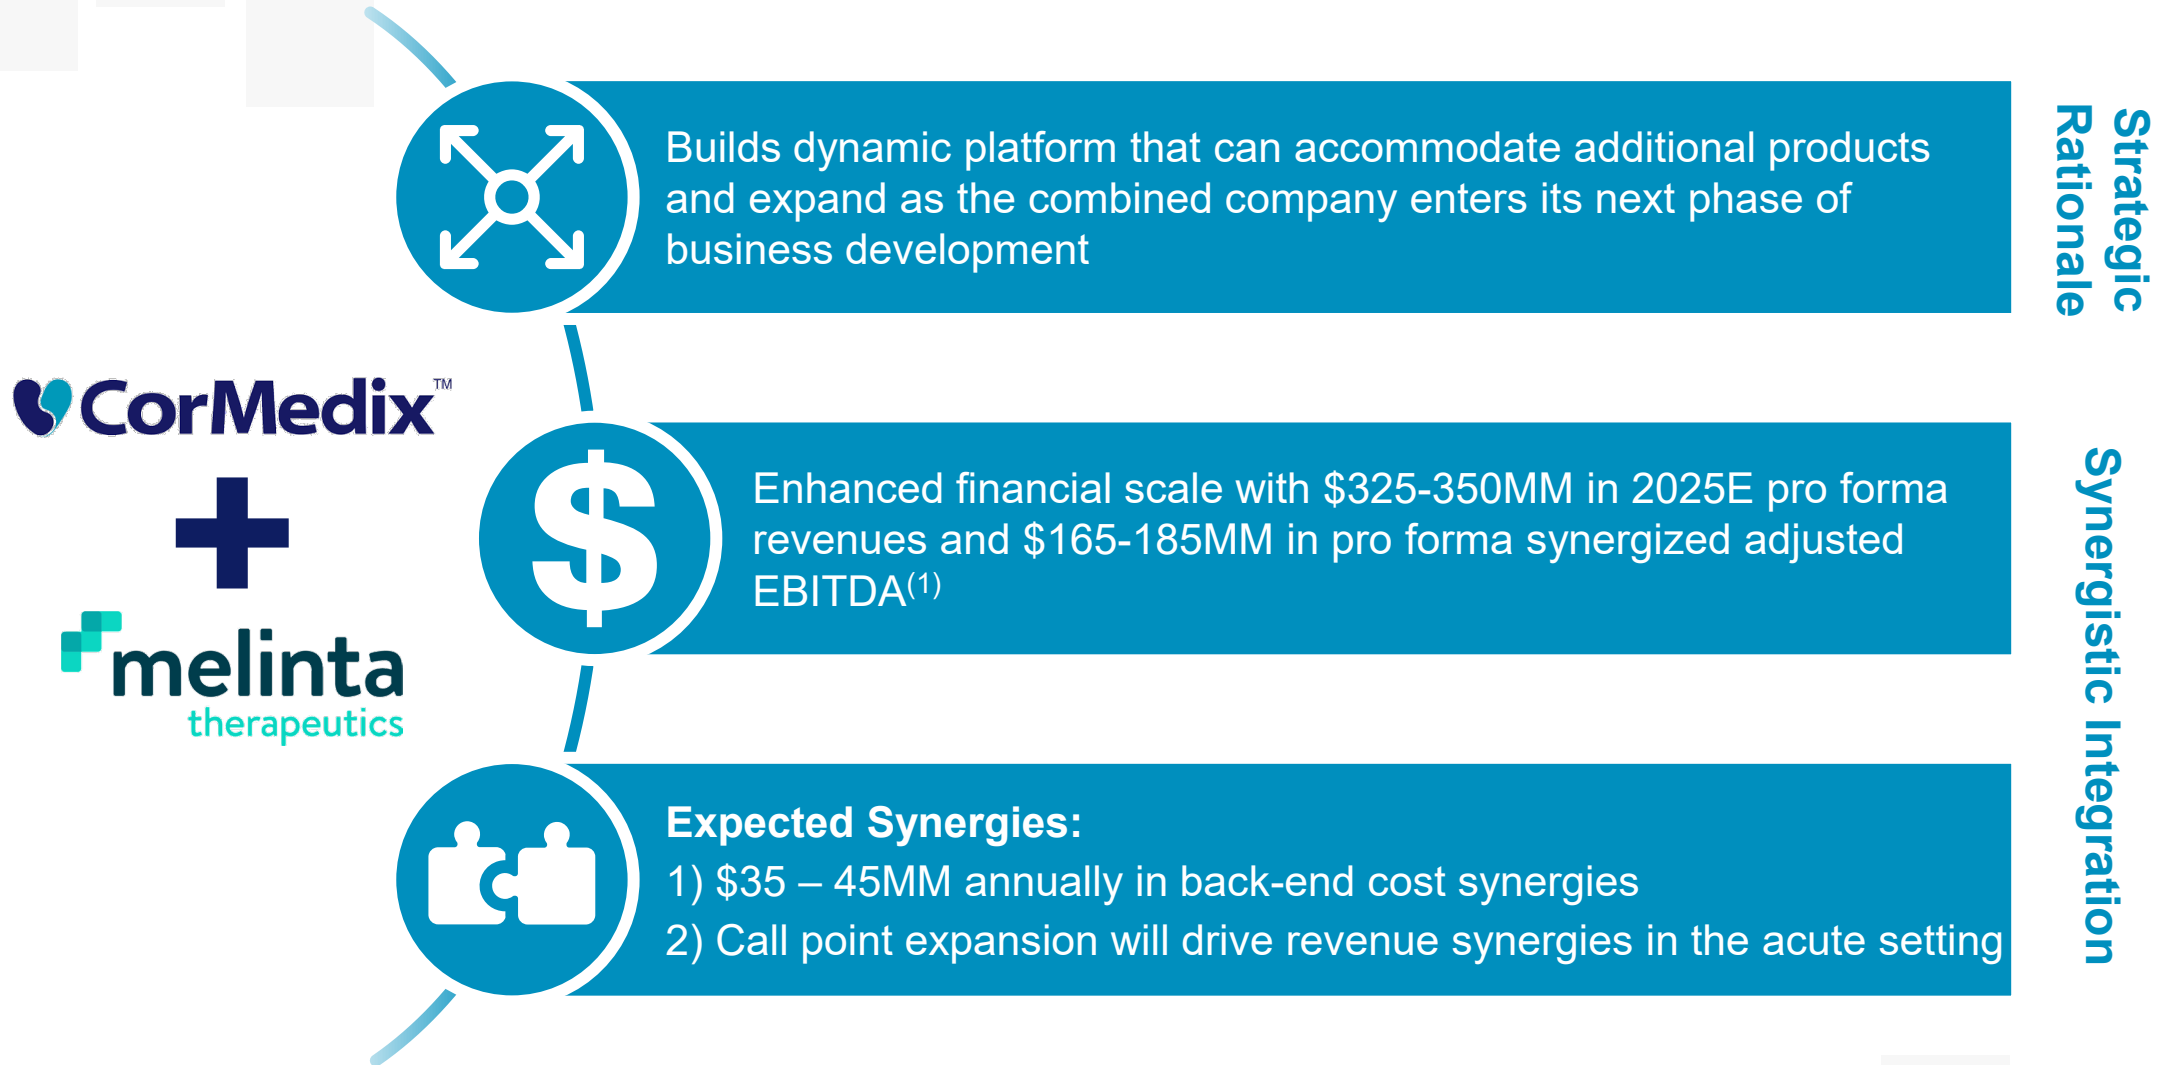 Builds dynamic platform that can accommodate additional products
and expand as the combined company enters its next phase of
business development
Strategic
Rationale
CorMedix™
melinta
therapeutics
Enhanced financial scale with $325-350MM in 2025E pro forma
revenues and $165-185MM in pro forma synergized adjusted
EBITDA(1)
Expected Synergies:
1) $35 – 45MM annually in back-end cost synergies
2) Call point expansion will drive revenue synergies in the acute setting
Synergistic Integration